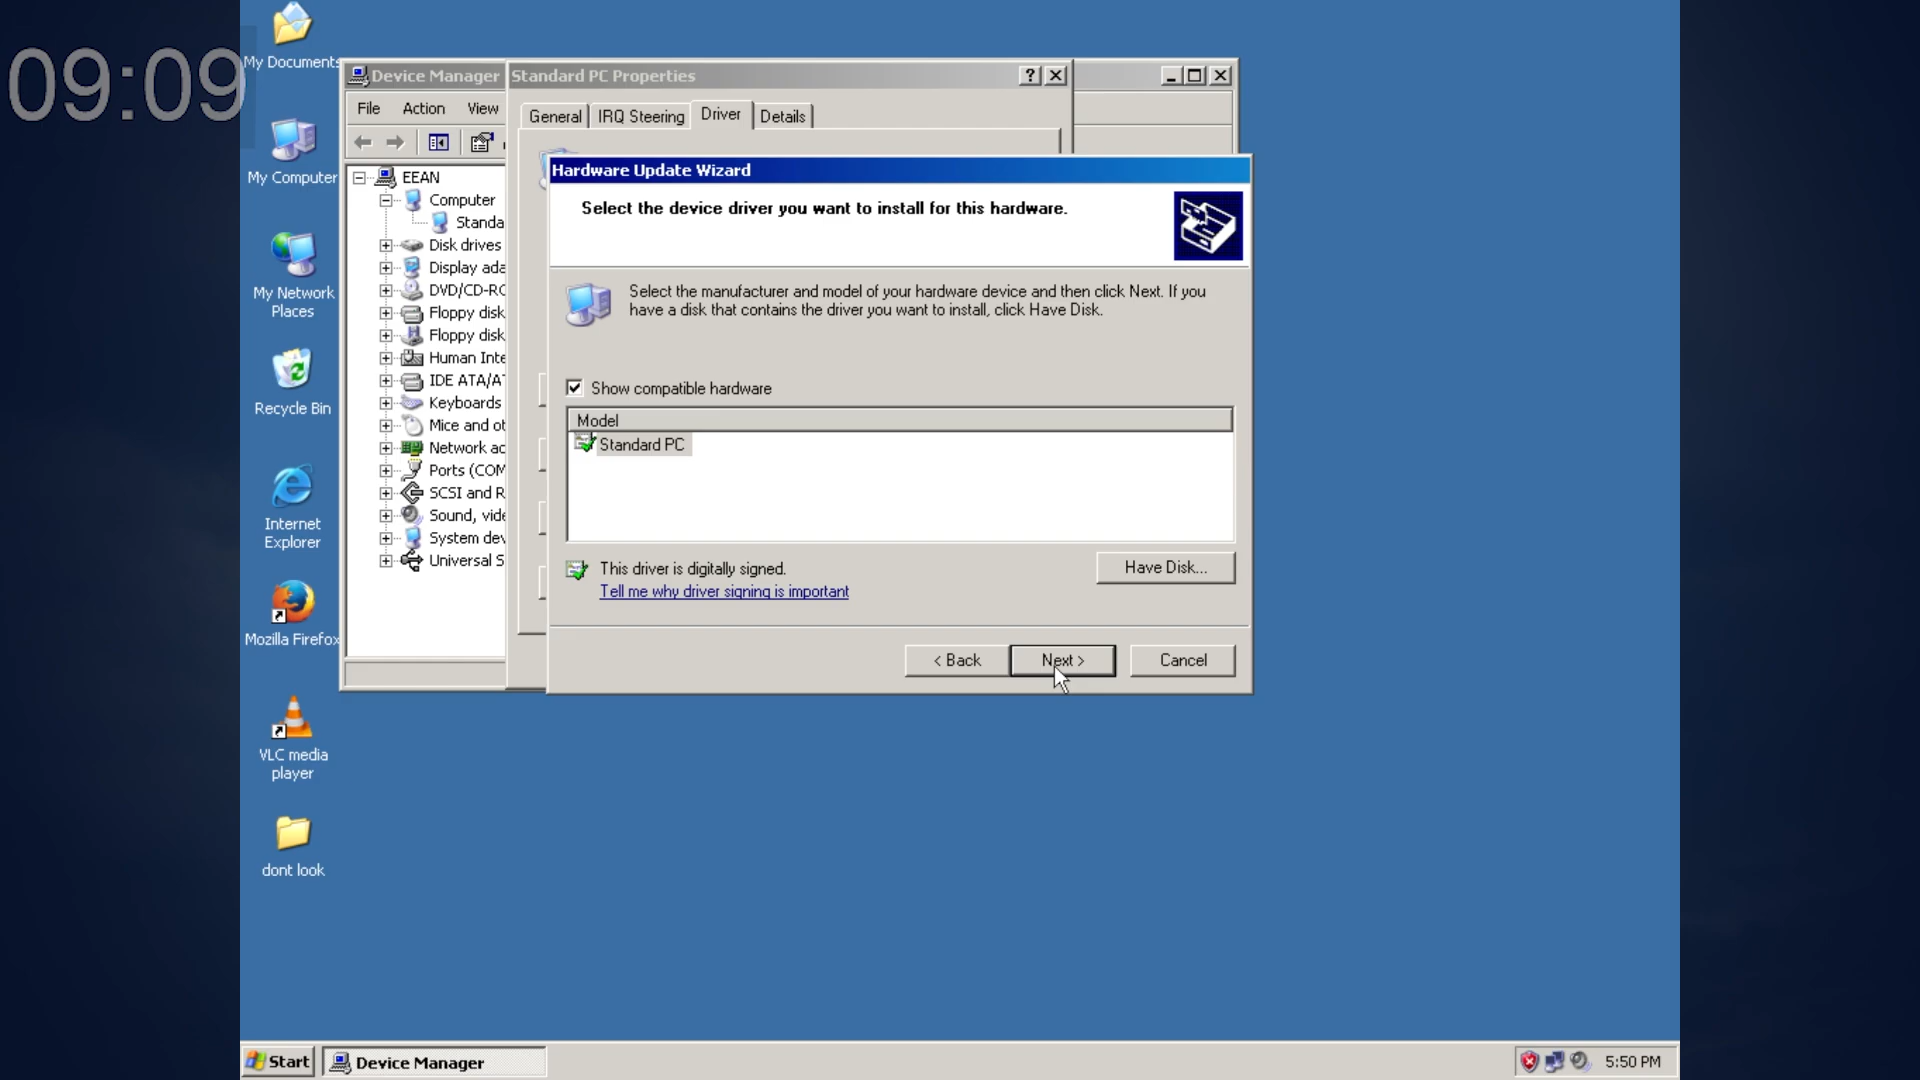 09:09
My Documents
My Computer
My Network
Places
Recycle Bin
Internet
Explorer
Mozilla Firefox
VLC media
player
dont look
Device Manager
File Action View
EEAN
Computer
Standa
Disk drives
Display ada
DVD/CD-RO
Floppy disk
Floppy disk
Human Inte
IDE ATA/AT
Keyboards
Mice and ot
Network ad
Ports (COM
SCSI and R
Sound, vide
System dev
Universal S
Standard PC Properties
General IRQ Steering Driver Details
Hardware Update Wizard
Select the device driver you want to install for this hardware.
Select the manufacturer and model of your hardware device and then click Next. If you
have a disk that contains the driver you want to install, click Have Disk.
Show compatible hardware
Model
Standard PC
This driver is digitally signed.
Tell me why driver signing is important
Have Disk...
< Back Next > Cancel
Start Device Manager 5:50 PM